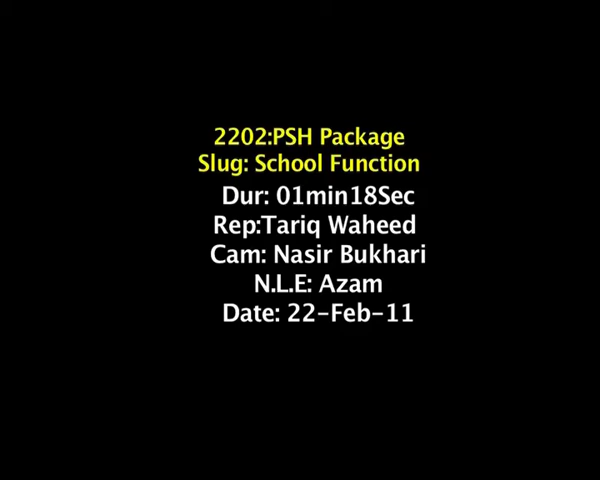 2202:PSH Package
Slug: School Function
Dur: 01min18Sec
Rep:Tariq Waheed
Cam: Nasir Bukhari
N.L.E: Azam
Date: 22-Feb-11